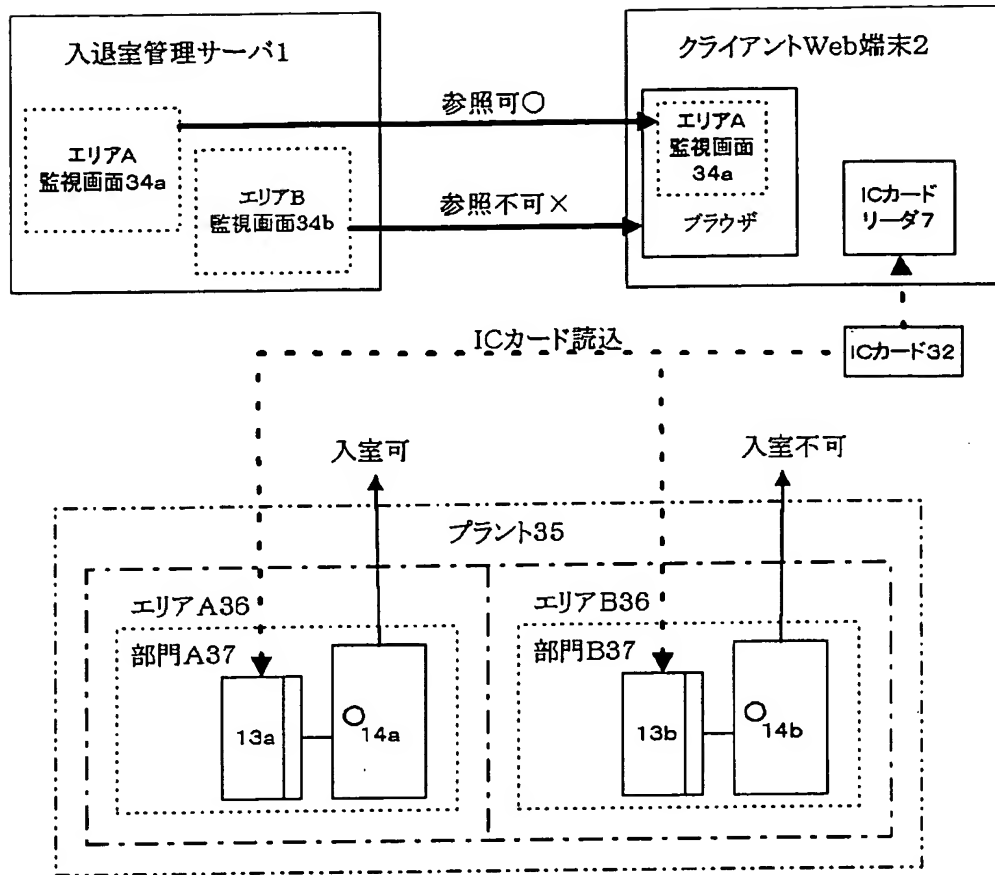 入退室管理サーバ1
エリアA
監視画面34a
エリアB
監視画面34b
参照可○
参照不可×
クライアントWeb端末2
エリアA
監視画面
34a
ブラウザ
ICカード
リーダ7
ICカード読込
ICカード32
入室可
入室不可
プラント35
エリアA36
部門A37
13a
14a
エリアB36
部門B37
13b
14b